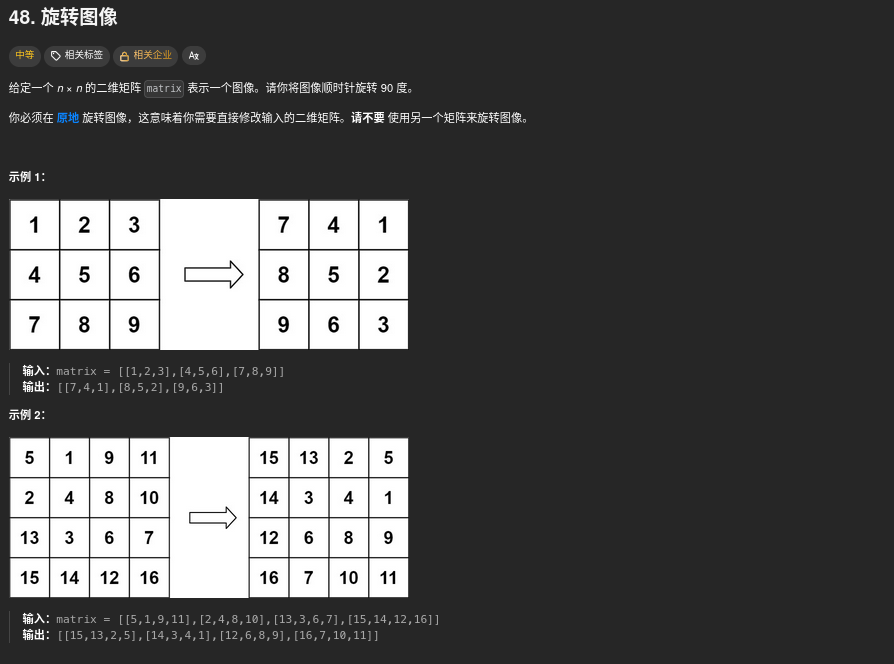 48. 旋转图像
中等 相关标签 相关企业 Aあ
给定一个 n × n 的二维矩阵 matrix 表示一个图像。请你将图像顺时针旋转 90 度。
你必须在 原地 旋转图像，这意味着你需要直接修改输入的二维矩阵。请不要 使用另一个矩阵来旋转图像。
示例 1：
1 2 3 7 4 1
4 5 6 8 5 2
7 8 9 9 6 3
输入：matrix = [[1,2,3],[4,5,6],[7,8,9]]
输出：[[7,4,1],[8,5,2],[9,6,3]]
示例 2：
5 1 9 11 15 13 2 5
2 4 8 10 14 3 4 1
13 3 6 7 12 6 8 9
15 14 12 16 16 7 10 11
输入：matrix = [[5,1,9,11],[2,4,8,10],[13,3,6,7],[15,14,12,16]]
输出：[[15,13,2,5],[14,3,4,1],[12,6,8,9],[16,7,10,11]]